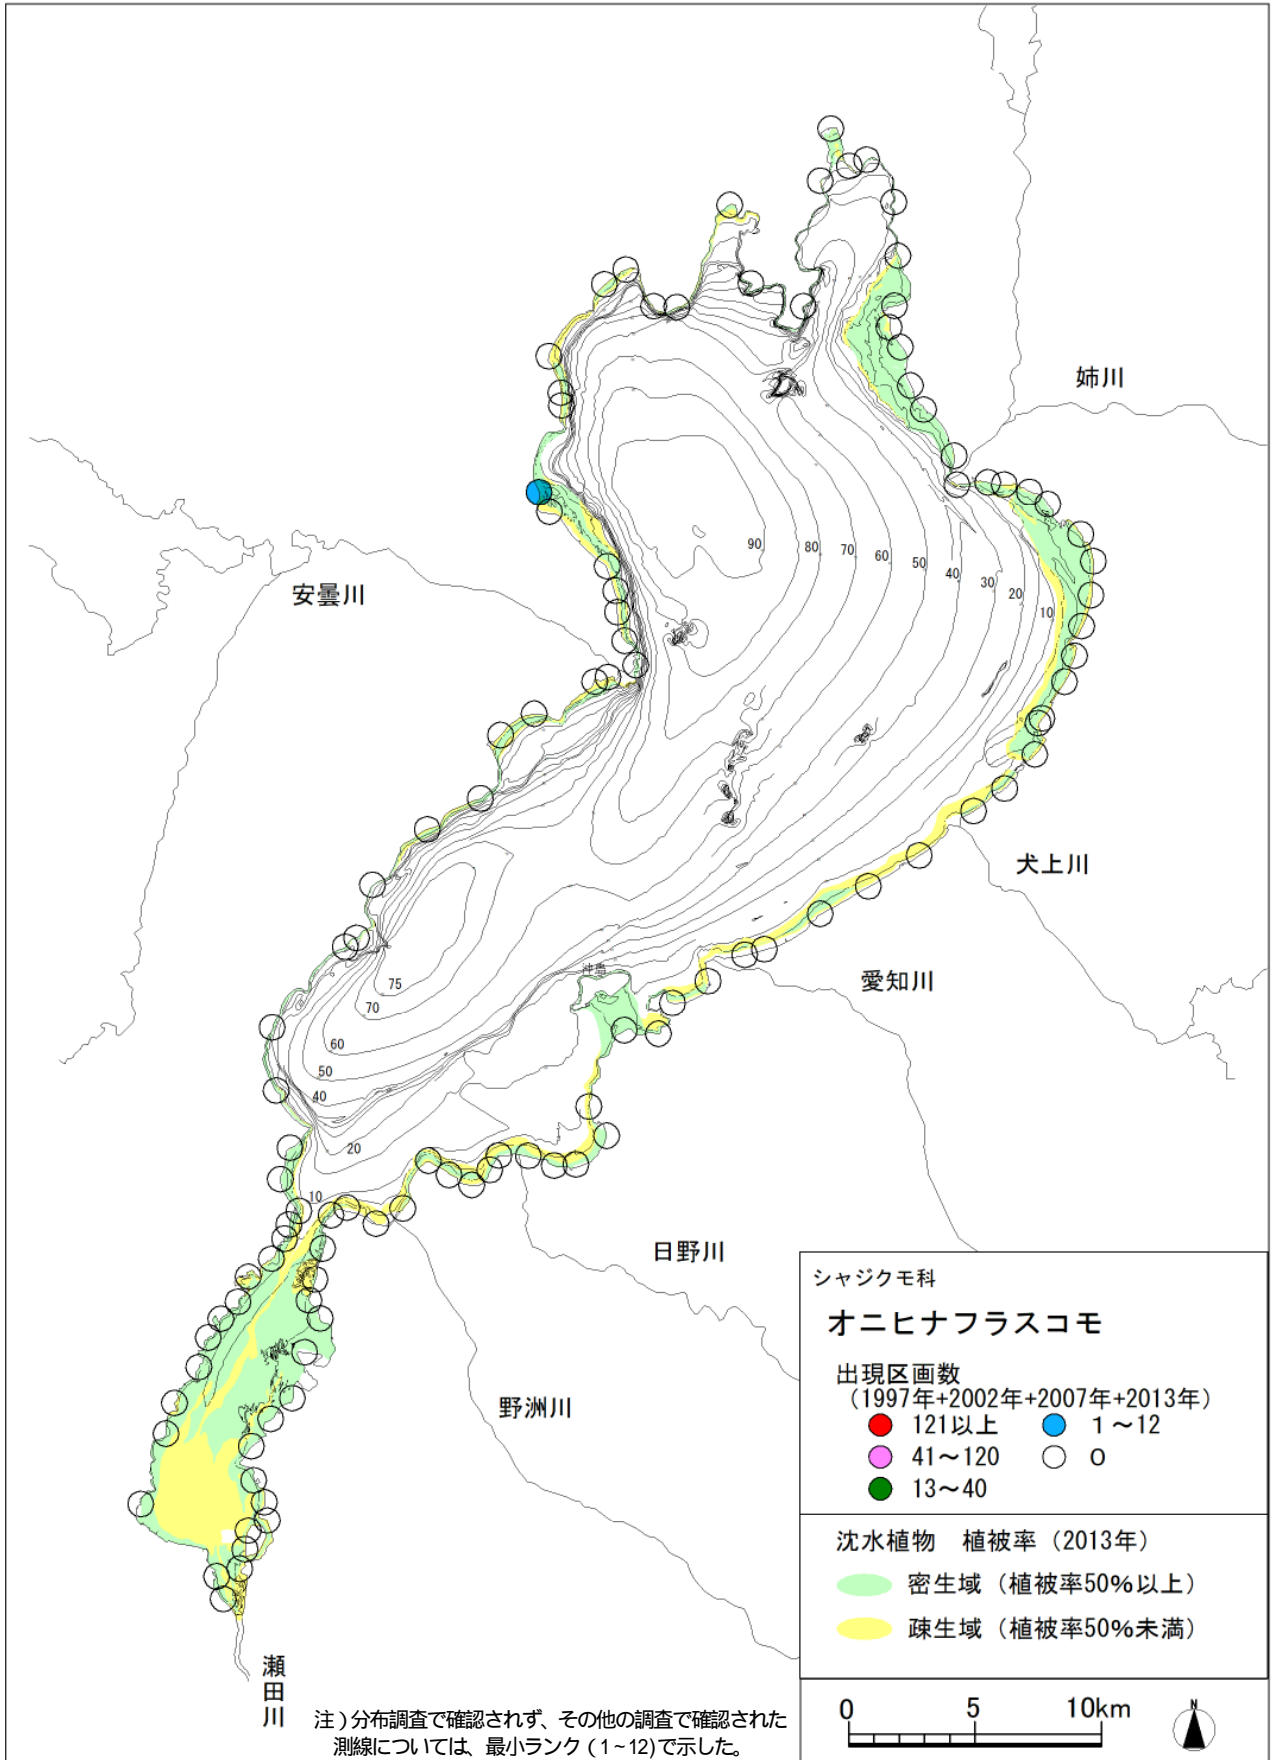 姉川
90
80
70
60
50
40
30
20
10
安曇川
犬上川
沖島
愛知川
75
70
60
50
40
20
10
日野川
野洲川
瀬田川
シャジクモ科
オニヒナフラスコモ
出現区画数
(1997年+2002年+2007年+2013年)
121以上
1～12
41～120
0
13～40
沈水植物　植被率（2013年）
密生域（植被率50%以上）
疎生域（植被率50%未満）
0 5 10km
N
注)分布調査で確認されず、その他の調査で確認された
測線については、最小ランク(1~12)で示した。